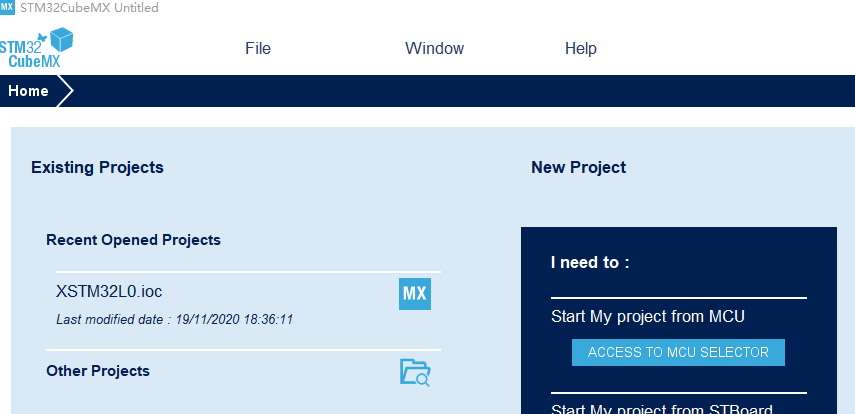 MX STM32CubeMX Untitled
STM32
CubeMX
File Window Help
Home
Existing Projects
New Project
Recent Opened Projects
XSTM32L0.ioc
MX
Last modified date : 19/11/2020 18:36:11
Other Projects
I need to :
Start My project from MCU
ACCESS TO MCU SELECTOR
Start My project from STBoard